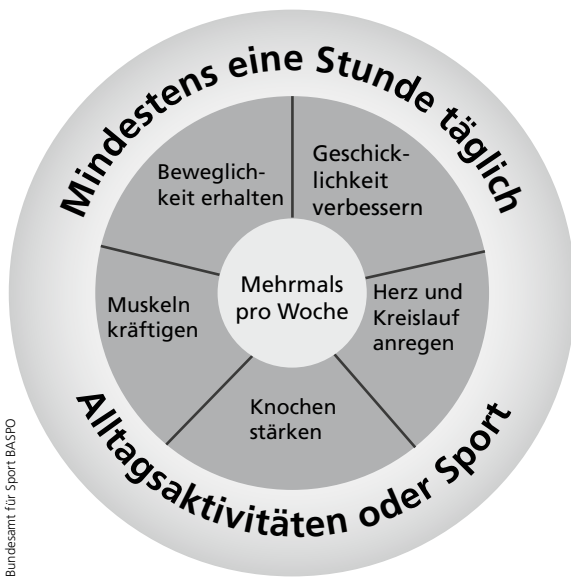 Mindestens eine Stunde täglich
Beweglich-
keit erhalten
Geschick-
lichkeit
verbessern
Mehrmals
pro Woche
Muskeln
kräftigen
Herz und
Kreislauf
anregen
Knochen
stärken
Alltagsaktivitäten oder Sport
Bundesamt für Sport BASPO